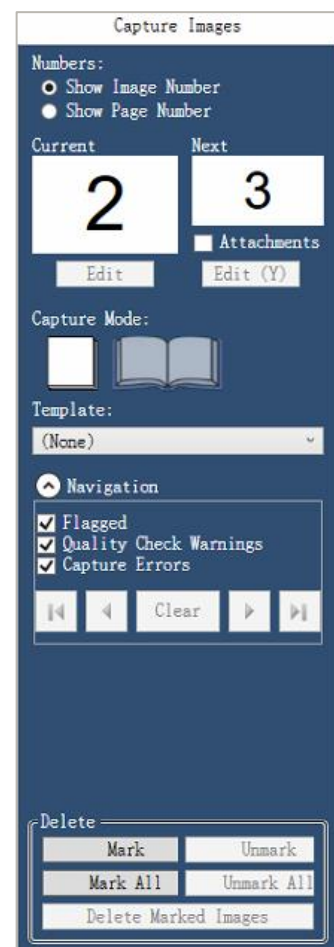 Capture Images
Numbers:
Show Image Number
Show Page Number
Current Next
2 3
Attachments
Edit Edit (Y)
Capture Mode:
Template:
(None)
Navigation
Flagged
Quality Check Warnings
Capture Errors
Clear
Delete
Mark Unmark
Mark All Unmark All
Delete Marked Images